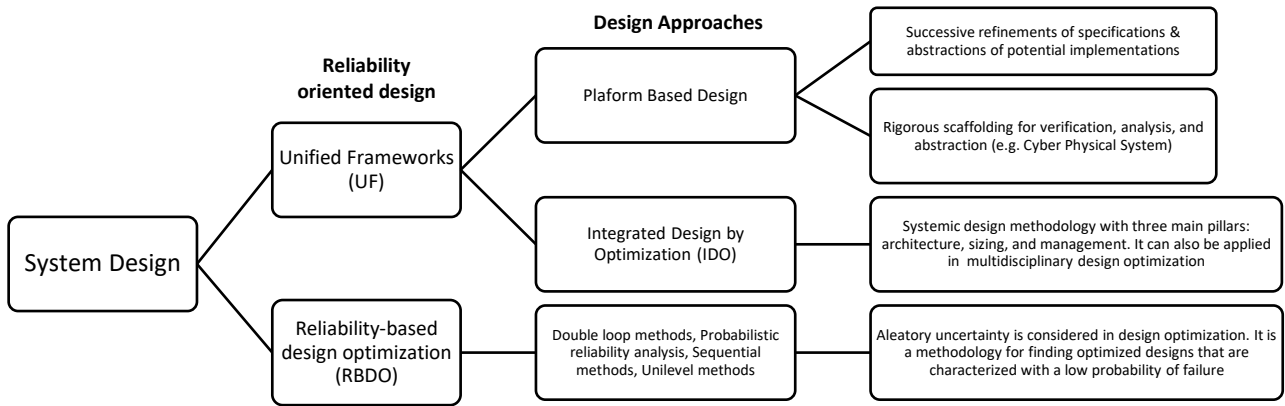 Design Approaches
Reliability
oriented design
System Design
Unified Frameworks
(UF)
Plaform Based Design
Successive refinements of specifications &
abstractions of potential implementations
Rigorous scaffolding for verification, analysis, and
abstraction (e.g. Cyber Physical System)
Integrated Design by
Optimization (IDO)
Systemic design methodology with three main pillars:
architecture, sizing, and management. It can also be applied
in multidisciplinary design optimization
Reliability-based
design optimization
(RBDO)
Double loop methods, Probabilistic
reliability analysis, Sequential
methods, Unilevel methods
Aleatory uncertainty is considered in design optimization. It is
a methodology for finding optimized designs that are
characterized with a low probability of failure